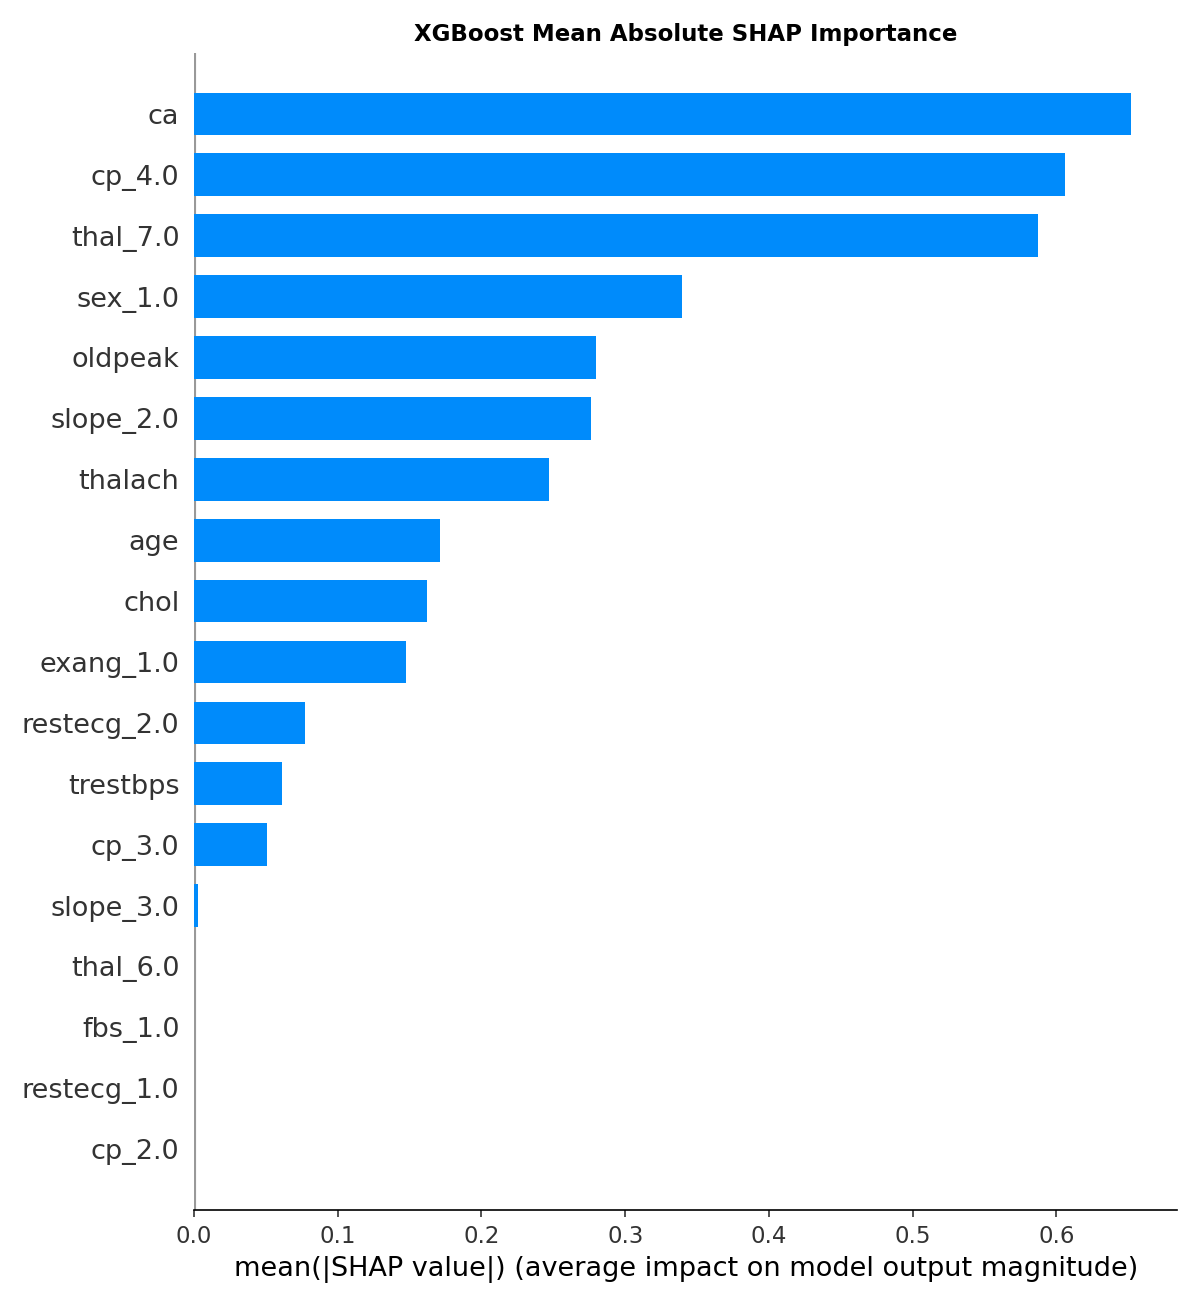 XGBoost Mean Absolute SHAP Importance
ca
cp_4.0
thal_7.0
sex_1.0
oldpeak
slope_2.0
thalach
age
chol
exang_1.0
restecg_2.0
trestbps
cp_3.0
slope_3.0
thal_6.0
fbs_1.0
restecg_1.0
cp_2.0
0.0 0.1 0.2 0.3 0.4 0.5 0.6
mean(|SHAP value|) (average impact on model output magnitude)